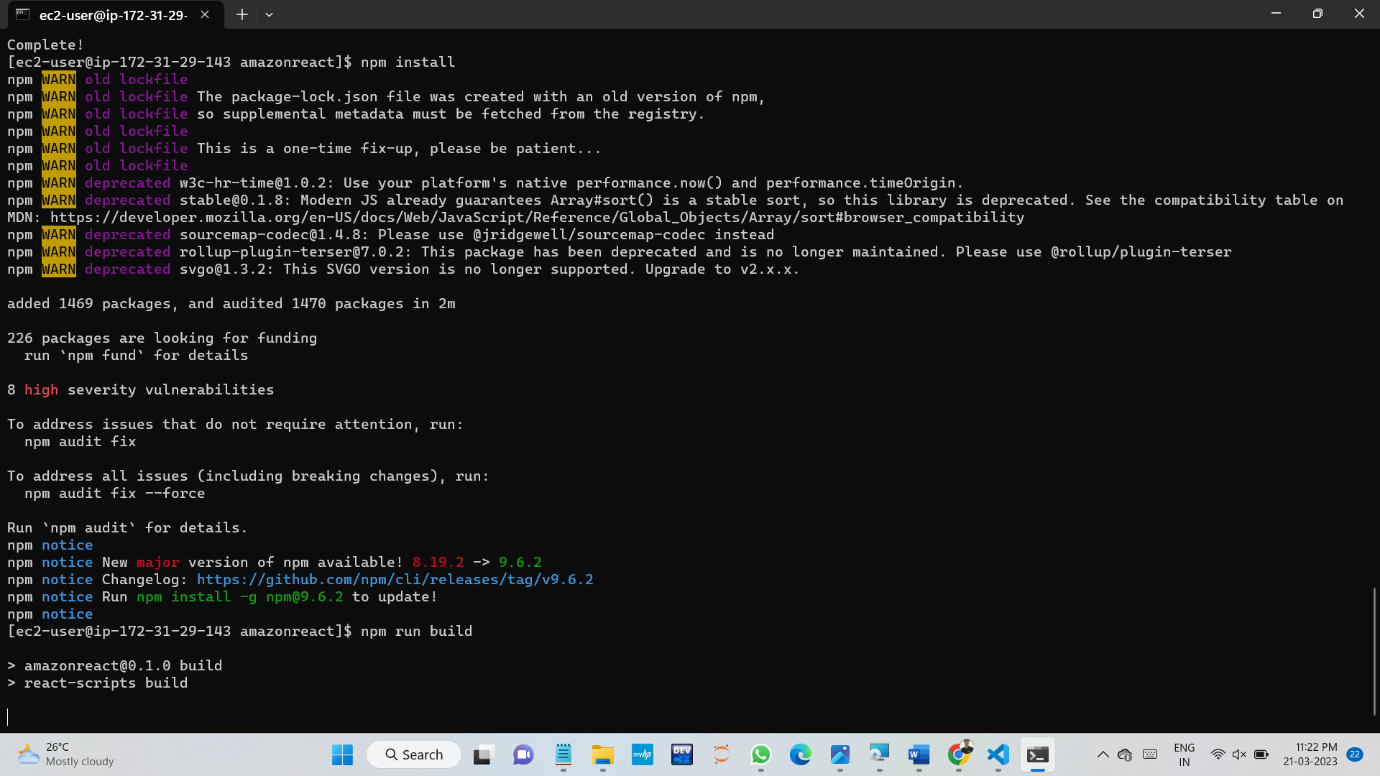 ec2-user@ip-172-31-29-
Complete!
[ec2-user@ip-172-31-29-143 amazonreact]$ npm install
npm WARN old lockfile
npm WARN old lockfile The package-lock.json file was created with an old version of npm,
npm WARN old lockfile so supplemental metadata must be fetched from the registry.
npm WARN old lockfile
npm WARN old lockfile This is a one-time fix-up, please be patient...
npm WARN old lockfile
npm WARN deprecated w3c-hr-time@1.0.2: Use your platform's native performance.now() and performance.timeOrigin.
npm WARN deprecated stable@0.1.8: Modern JS already guarantees Array#sort() is a stable sort, so this library is deprecated. See the compatibility table on
MDN: https://developer.mozilla.org/en-US/docs/Web/JavaScript/Reference/Global_Objects/Array/sort#browser_compatibility
npm WARN deprecated sourcemap-codec@1.4.8: Please use @jridgewell/sourcemap-codec instead
npm WARN deprecated rollup-plugin-terser@7.0.2: This package has been deprecated and is no longer maintained. Please use @rollup/plugin-terser
npm WARN deprecated svgo@1.3.2: This SVGO version is no longer supported. Upgrade to v2.x.x.
added 1469 packages, and audited 1470 packages in 2m
226 packages are looking for funding
run `npm fund` for details
8 high severity vulnerabilities
To address issues that do not require attention, run:
npm audit fix
To address all issues (including breaking changes), run:
npm audit fix --force
Run `npm audit` for details.
npm notice
npm notice New major version of npm available! 8.19.2 -> 9.6.2
npm notice Changelog: https://github.com/npm/cli/releases/tag/v9.6.2
npm notice Run npm install -g npm@9.6.2 to update!
npm notice
[ec2-user@ip-172-31-29-143 amazonreact]$ npm run build
> amazonreact@0.1.0 build
> react-scripts build
26°C
Mostly cloudy
Search
myhp
DEV
ENG
IN
11:22 PM
21-03-2023
22